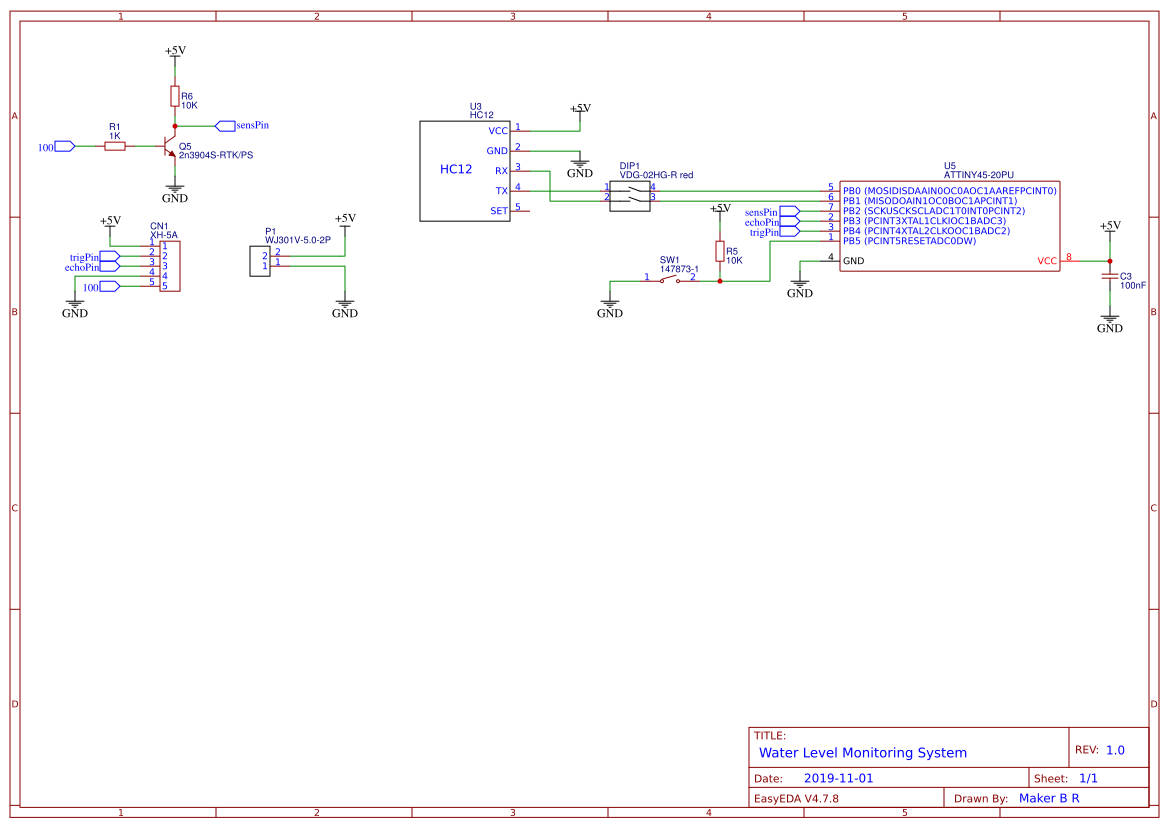 1 2 3 4 5
A A
B B
C C
D D
+5V
R6
10K
sensPin
R1
1K
100
Q5
2n3904S-RTK/PS
GND
+5V
CN1
XH-5A
1 1
trigPin 2 2
echoPin 3 3
4 4
100 5 5
GND
+5V
P1
WJ301V-5.0-2P
2 2
1 1
GND
U3
HC12
HC12
VCC 1
GND 2
RX 3
TX 4
SET 5
+5V
GND
DIP1
VDG-02HG-R red
1 4
2 3
+5V
R5
10K
SW1
147873-1
1 2
GND
U5
ATTINY45-20PU
5 PB0 (MOSIDISDAAIN0OC0AOC1AAREFPCINT0)
6 PB1 (MISODOAIN1OC0BOC1APCINT1)
sensPin 7 PB2 (SCKUSCKSCLADC1T0INT0PCINT2)
echoPin 2 PB3 (PCINT3XTAL1CLKIOC1BADC3)
trigPin 3 PB4 (PCINT4XTAL2CLKOOC1BADC2)
1 PB5 (PCINT5RESETADC0DW)
4 GND
VCC 8
GND
+5V
C3
100nF
GND
TITLE:
Water Level Monitoring System
REV: 1.0
Date: 2019-11-01
Sheet: 1/1
EasyEDA V4.7.8
Drawn By: Maker B R
1 2 3 4 5